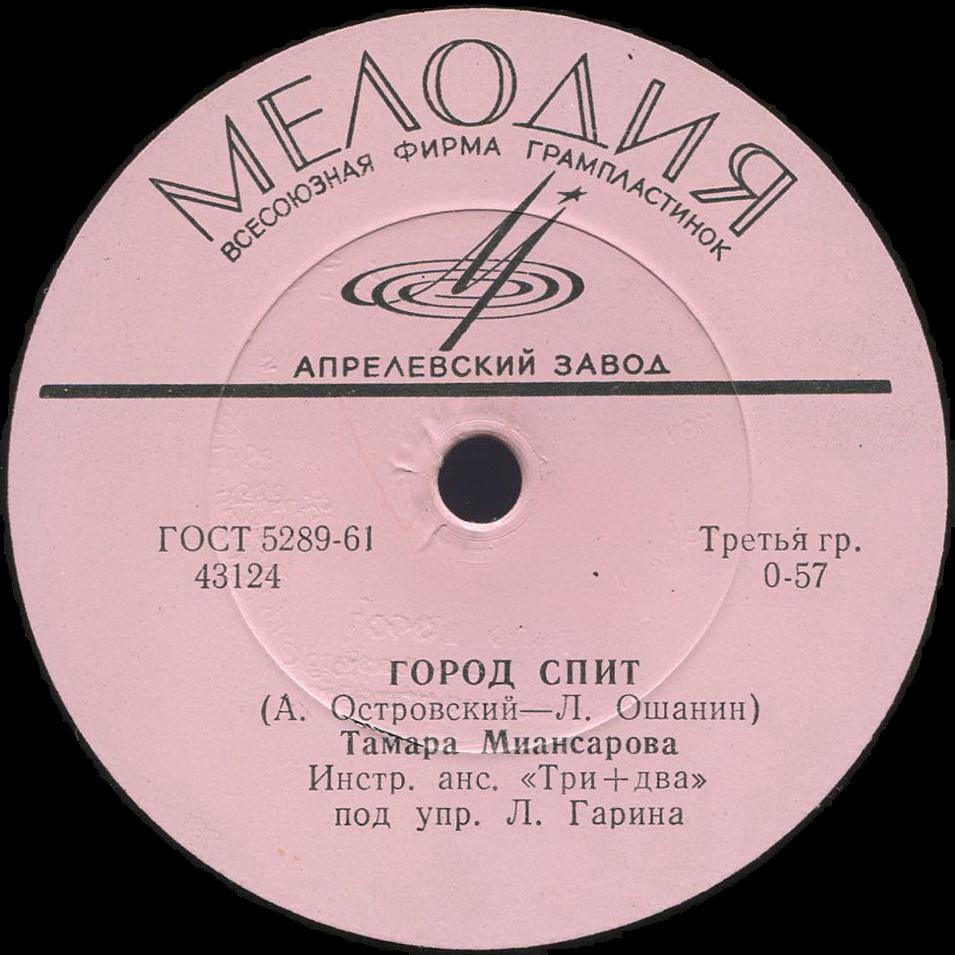 МЕЛОДИЯ
ВСЕСОЮЗНАЯ ФИРМА ГРАМПЛАСТИНОК
АПРЕЛЕВСКИЙ ЗАВОД
ГОСТ 5289-61
43124
Третья гр.
0-57
ГОРОД СПИТ
(А. Островский—Л. Ошанин)
Тамара Миансарова
Инстр. анс. «Три+два»
под упр. Л. Гарина